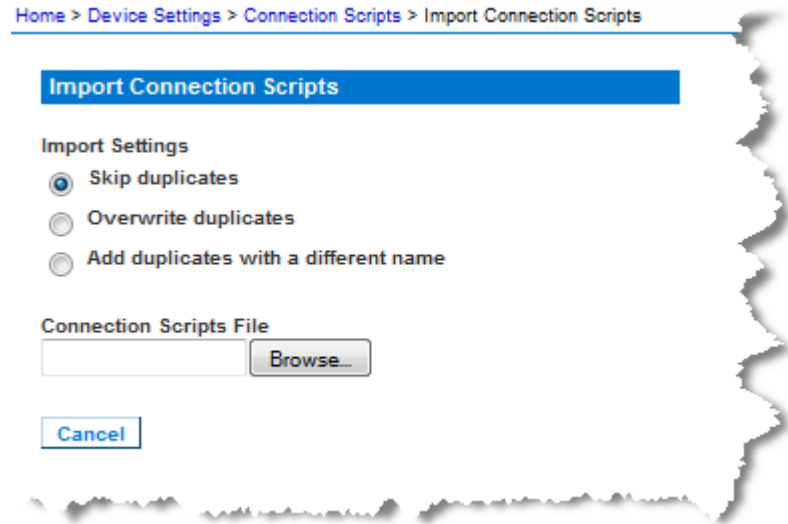 Home > Device Settings > Connection Scripts > Import Connection Scripts
Import Connection Scripts
Import Settings
Skip duplicates
Overwrite duplicates
Add duplicates with a different name
Connection Scripts File
Browse...
Cancel